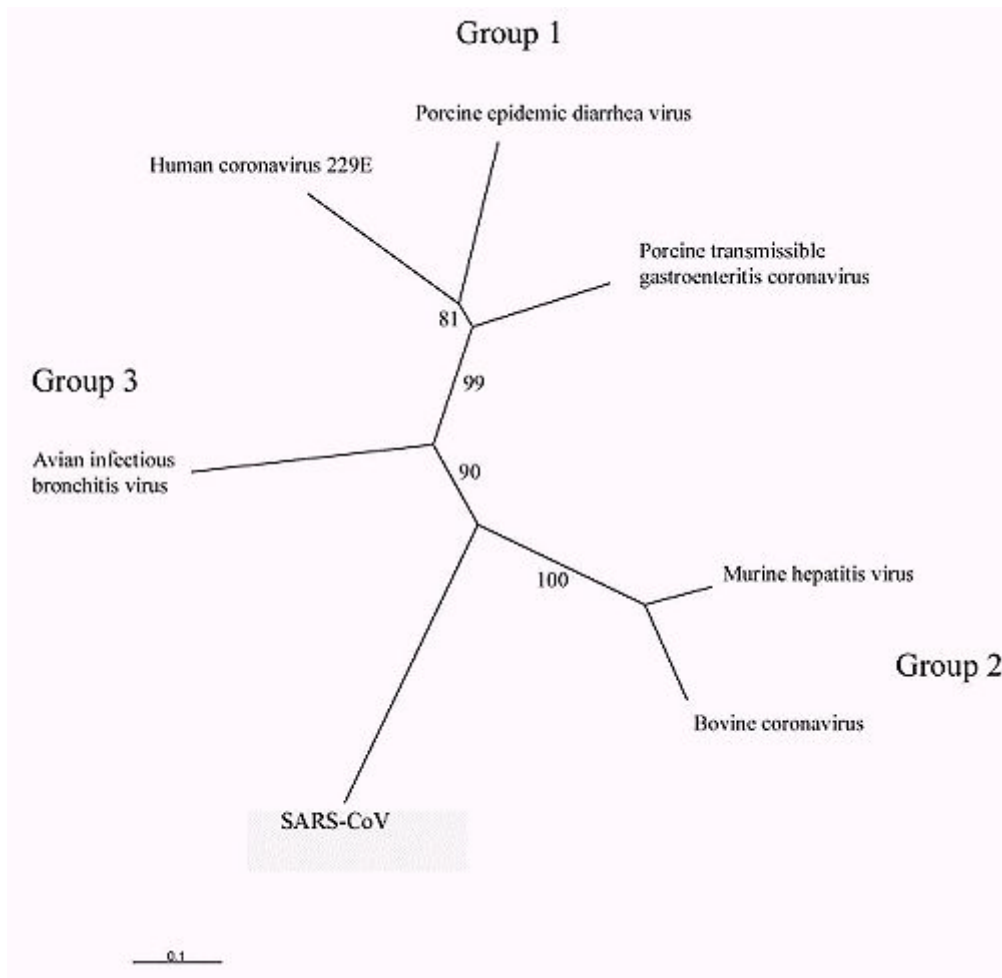 Group 1
Porcine epidemic diarrhea virus
Human coronavirus 229E
Porcine transmissible
gastroenteritis coronavirus
81
Group 3
99
Avian infectious
bronchitis virus
90
100
Murine hepatitis virus
Group 2
Bovine coronavirus
SARS-CoV
0.1